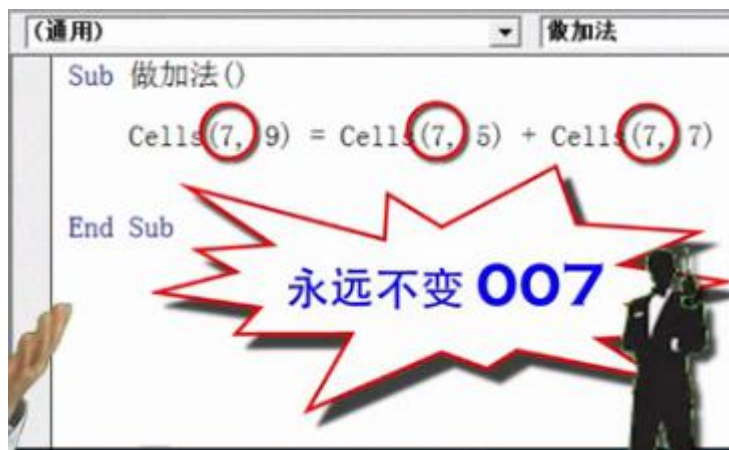 (通用) 做加法
Sub 做加法()
Cells(7, 9) = Cells(7, 5) + Cells(7, 7)
End Sub
永远不变 007